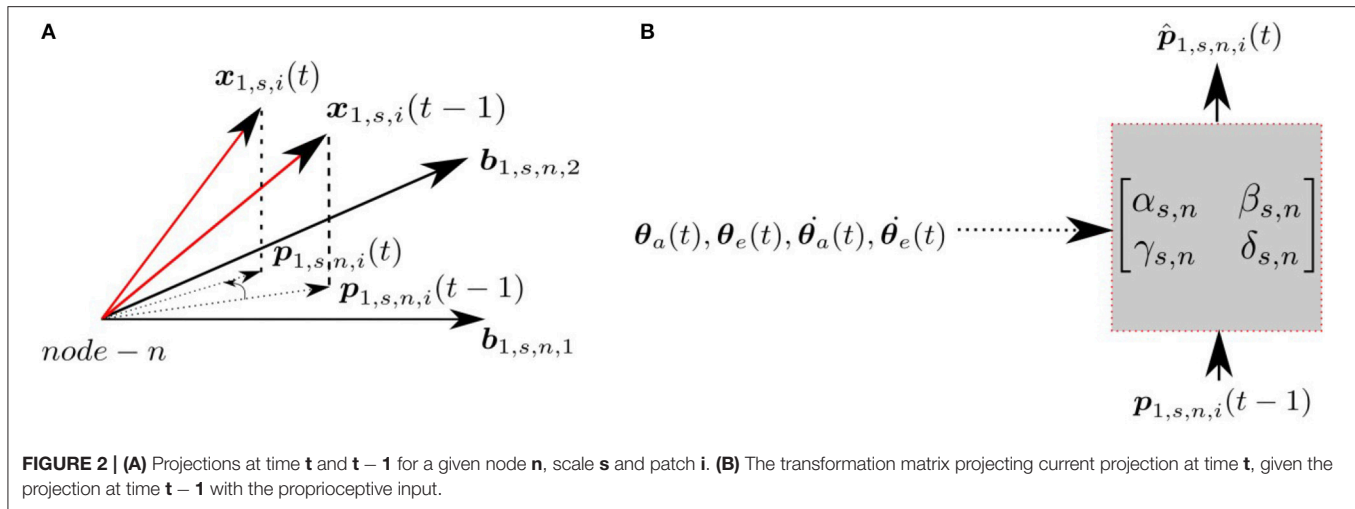 A
B
𝒙₁,ₛ,ᵢ(t)
𝒙₁,ₛ,ᵢ(t − 1)
𝒃₁,ₛ,ₙ,₂
𝒑₁,ₛ,ₙ,ᵢ(t)
𝒑₁,ₛ,ₙ,ᵢ(t − 1)
𝒃₁,ₛ,ₙ,₁
node − n
𝒑̂₁,ₛ,ₙ,ᵢ(t)
𝜽ₐ(t), 𝜽ₑ(t), 𝜽̇ₐ(t), 𝜽̇ₑ(t)
αₛ,ₙ βₛ,ₙ
γₛ,ₙ δₛ,ₙ
𝒑₁,ₛ,ₙ,ᵢ(t − 1)
FIGURE 2 | (A) Projections at time t and t − 1 for a given node n, scale s and patch i. (B) The transformation matrix projecting current projection at time t, given the
projection at time t − 1 with the proprioceptive input.